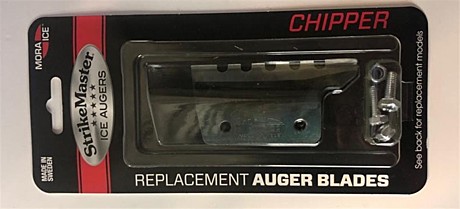 CHIPPER
MORA
ICE
StrikeMaster
ICE AUGERS
MADE IN
SWEDEN
See back for replacement models
REPLACEMENT AUGER BLADES